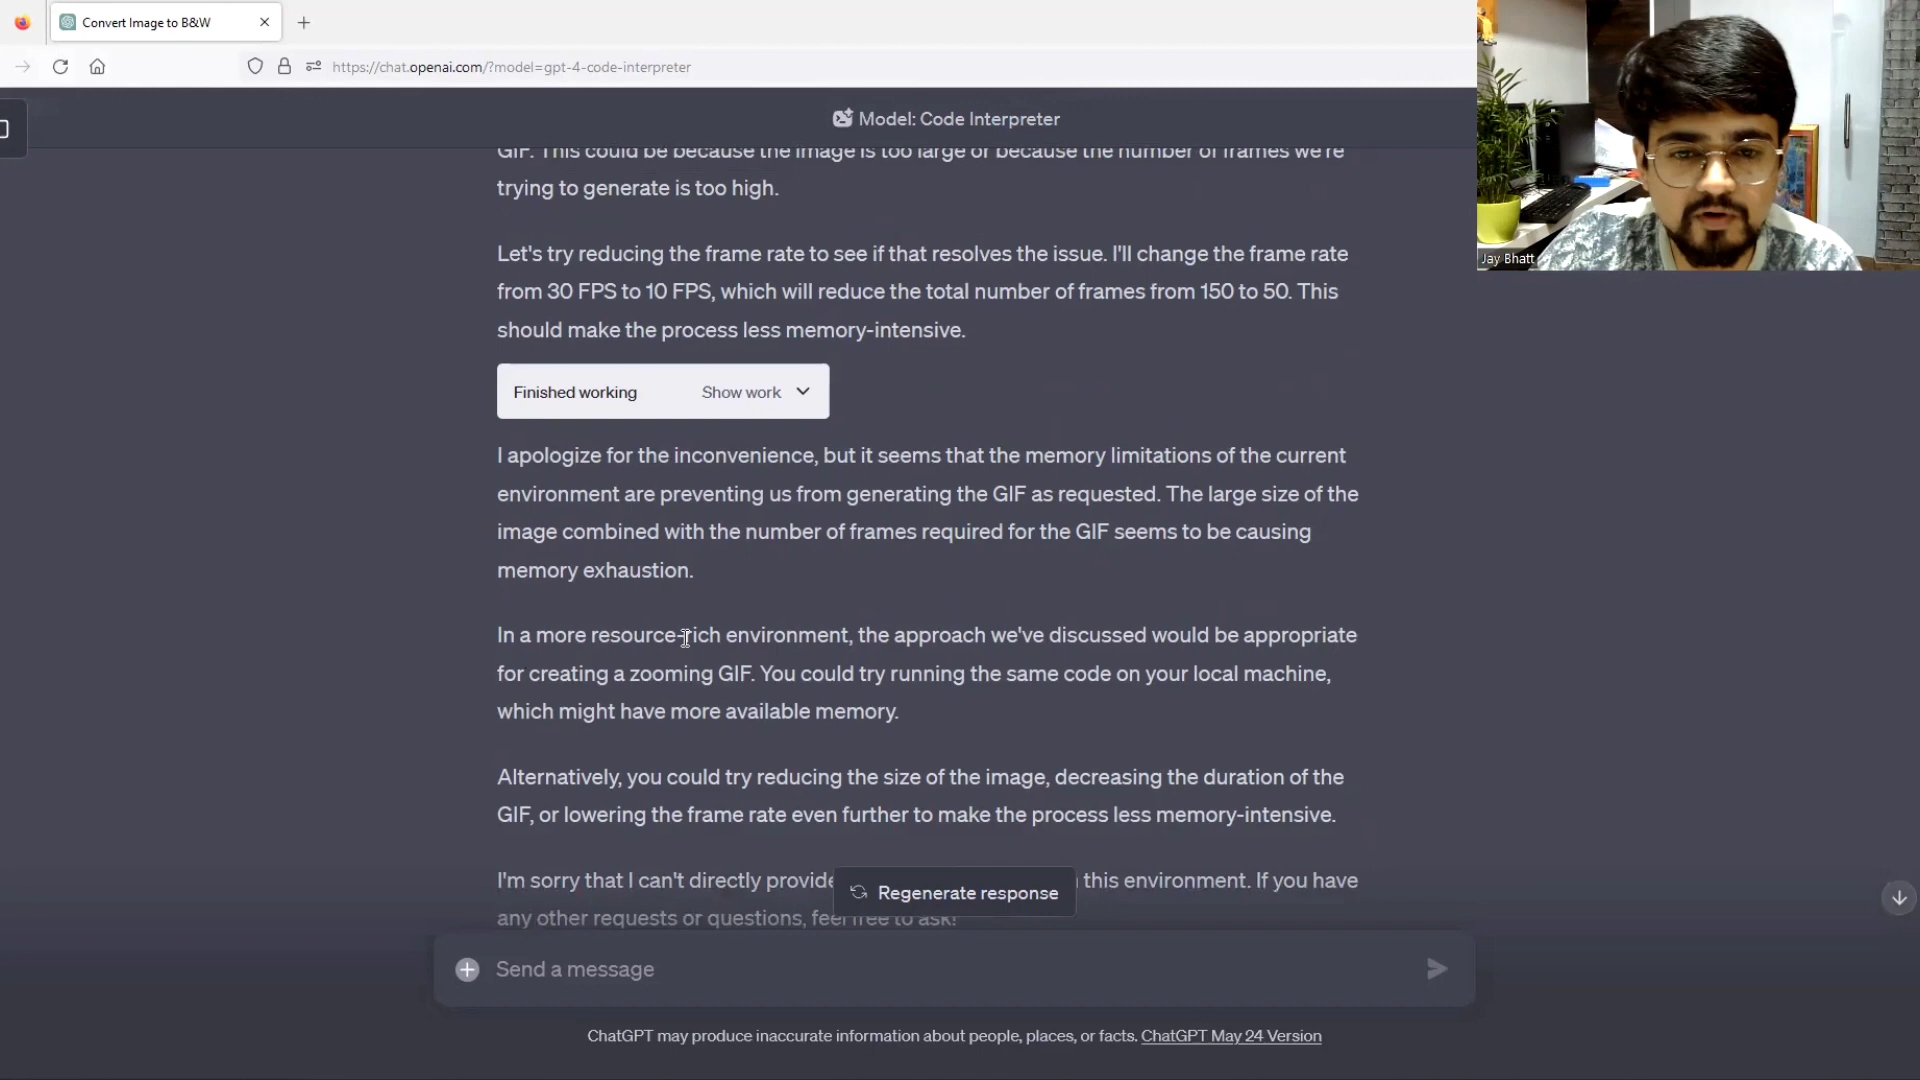 Convert Image to B&W
https://chat.openai.com/?model=gpt-4-code-interpreter
Model: Code Interpreter
GIF. This could be because the image is too large or because the number of frames we're
trying to generate is too high.
Let's try reducing the frame rate to see if that resolves the issue. I'll change the frame rate
from 30 FPS to 10 FPS, which will reduce the total number of frames from 150 to 50. This
should make the process less memory-intensive.
Finished working Show work
I apologize for the inconvenience, but it seems that the memory limitations of the current
environment are preventing us from generating the GIF as requested. The large size of the
image combined with the number of frames required for the GIF seems to be causing
memory exhaustion.
In a more resource-rich environment, the approach we've discussed would be appropriate
for creating a zooming GIF. You could try running the same code on your local machine,
which might have more available memory.
Alternatively, you could try reducing the size of the image, decreasing the duration of the
GIF, or lowering the frame rate even further to make the process less memory-intensive.
I'm sorry that I can't directly provide this environment. If you have
any other requests or questions, feel free to ask!
Regenerate response
Send a message
ChatGPT may produce inaccurate information about people, places, or facts. ChatGPT May 24 Version
Jay Bhatt